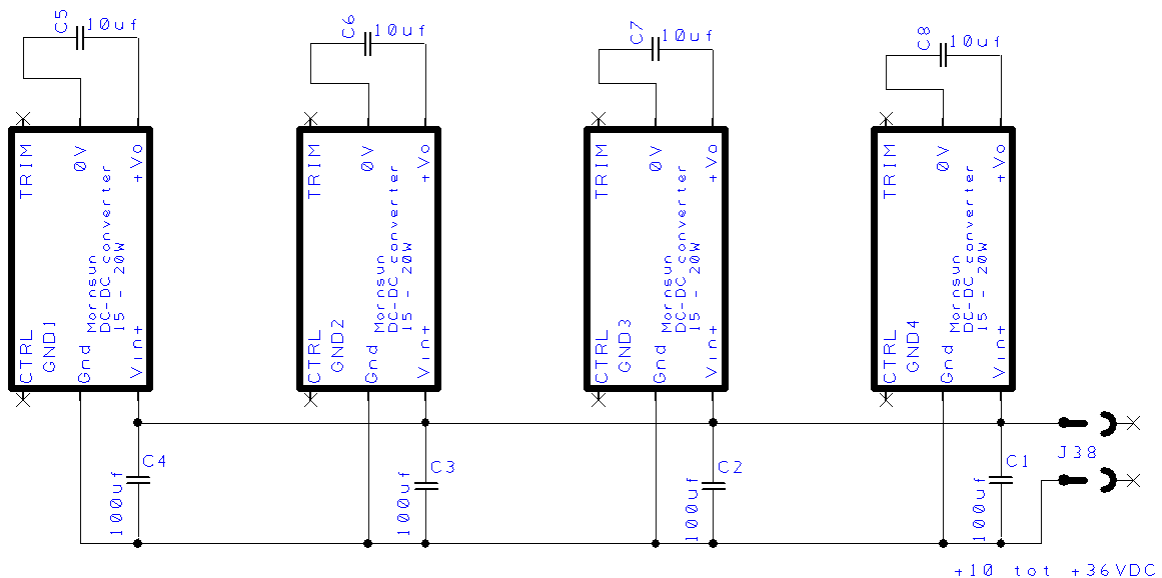 C5
10uf
C6
10uf
C7
10uf
C8
10uf
TRIM
0V
+Vo
Mornsun
DC-DC converter
15 - 20W
CTRL
GND1
Gnd
Vin+
TRIM
0V
+Vo
Mornsun
DC-DC converter
15 - 20W
CTRL
GND2
Gnd
Vin+
TRIM
0V
+Vo
Mornsun
DC-DC converter
15 - 20W
CTRL
GND3
Gnd
Vin+
TRIM
0V
+Vo
Mornsun
DC-DC converter
15 - 20W
CTRL
GND4
Gnd
Vin+
C4
100uf
C3
100uf
C2
100uf
C1
100uf
J38
+10 tot +36VDC